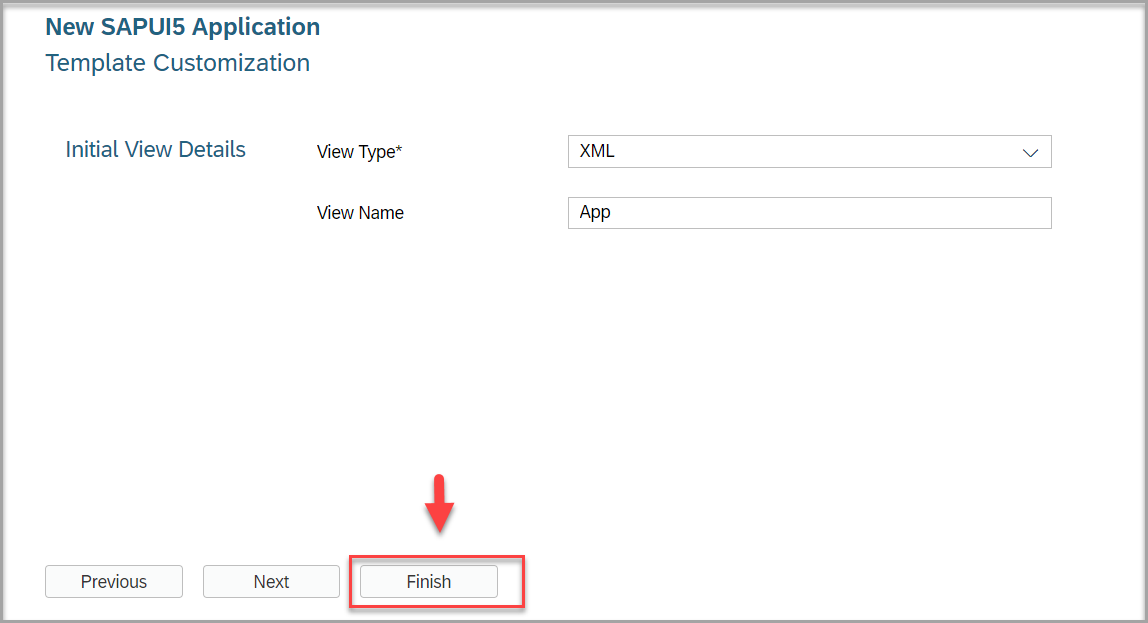 New SAPUI5 Application
Template Customization
Initial View Details
View Type*
XML
View Name
App
Previous
Next
Finish